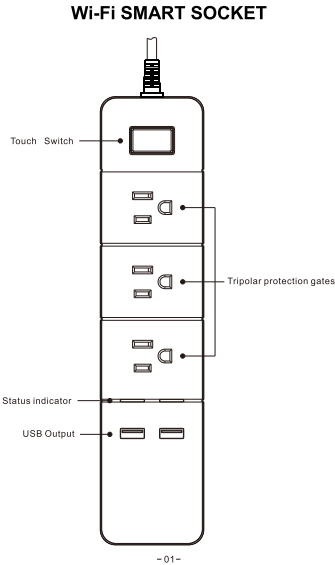 Wi-Fi SMART SOCKET
Touch Switch
Tripolar protection gates
Status indicator
USB Output
-01-